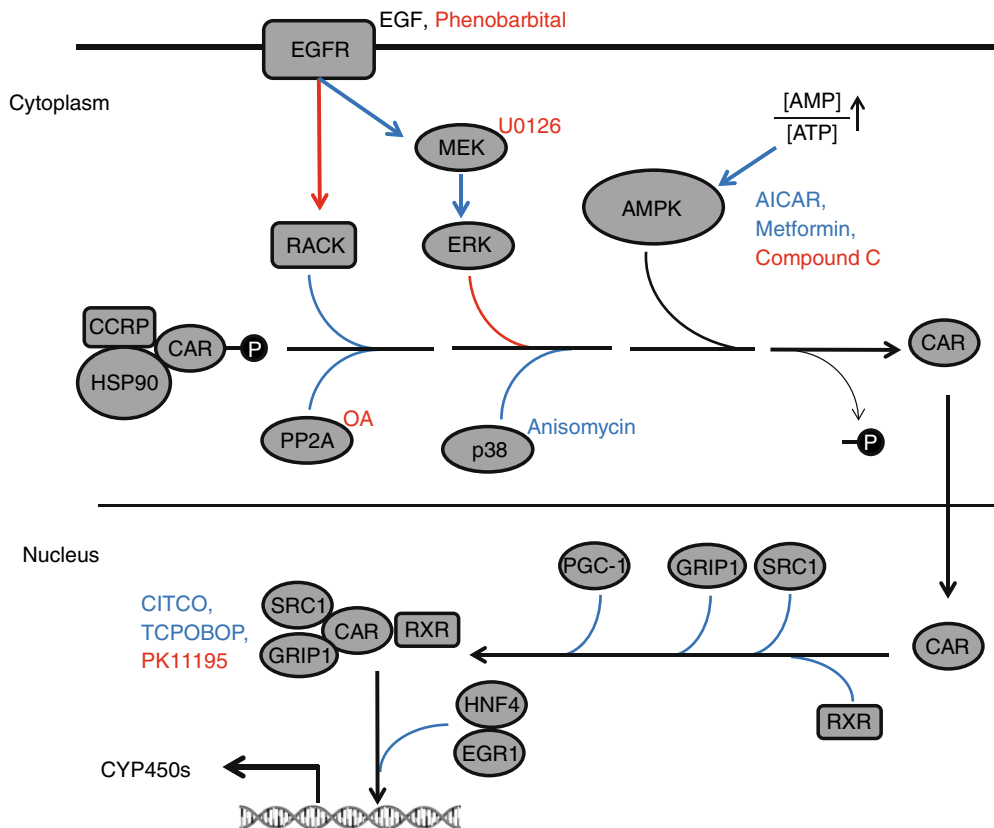 EGF, Phenobarbital
EGFR
Cytoplasm
[AMP]
[ATP]
U0126
MEK
AMPK
AICAR,
Metformin,
Compound C
RACK
ERK
CCRP
CAR
P
HSP90
CAR
OA
Anisomycin
PP2A
p38
P
Nucleus
PGC-1
GRIP1
SRC1
CITCO,
TCPOBOP,
PK11195
SRC1
CAR
RXR
GRIP1
CAR
RXR
HNF4
EGR1
CYP450s